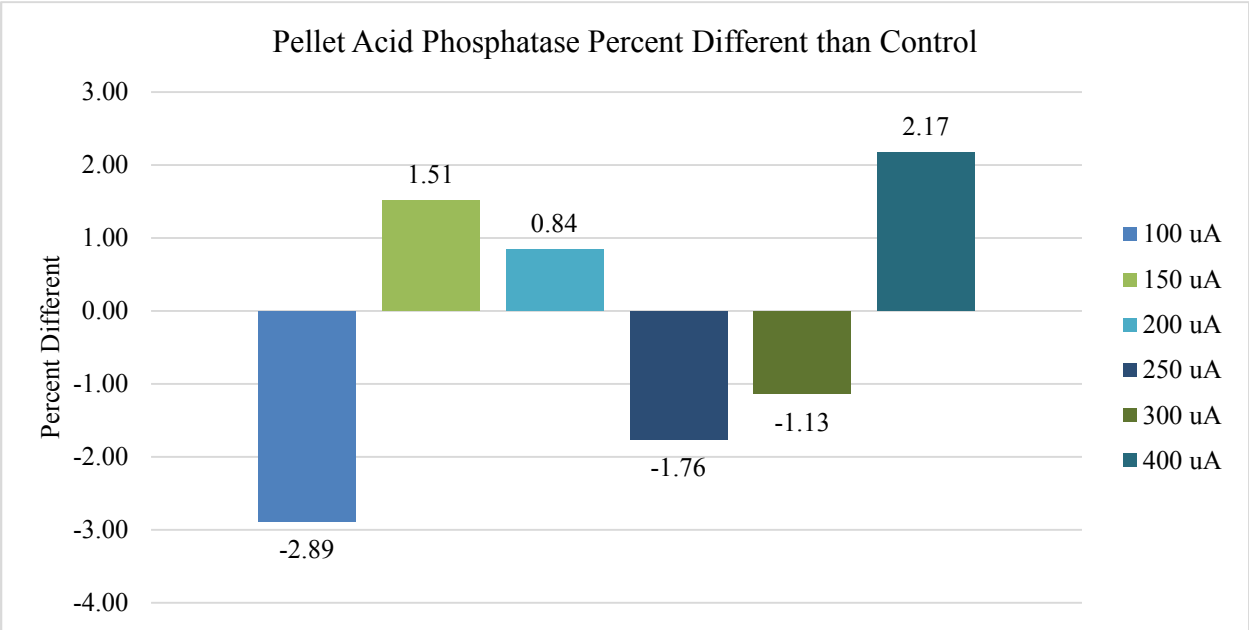 Pellet Acid Phosphatase Percent Different than Control
3.00
2.00
1.00
0.00
-1.00
-2.00
-3.00
-4.00
Percent Different
-2.89
1.51
0.84
-1.76
-1.13
2.17
100 uA
150 uA
200 uA
250 uA
300 uA
400 uA